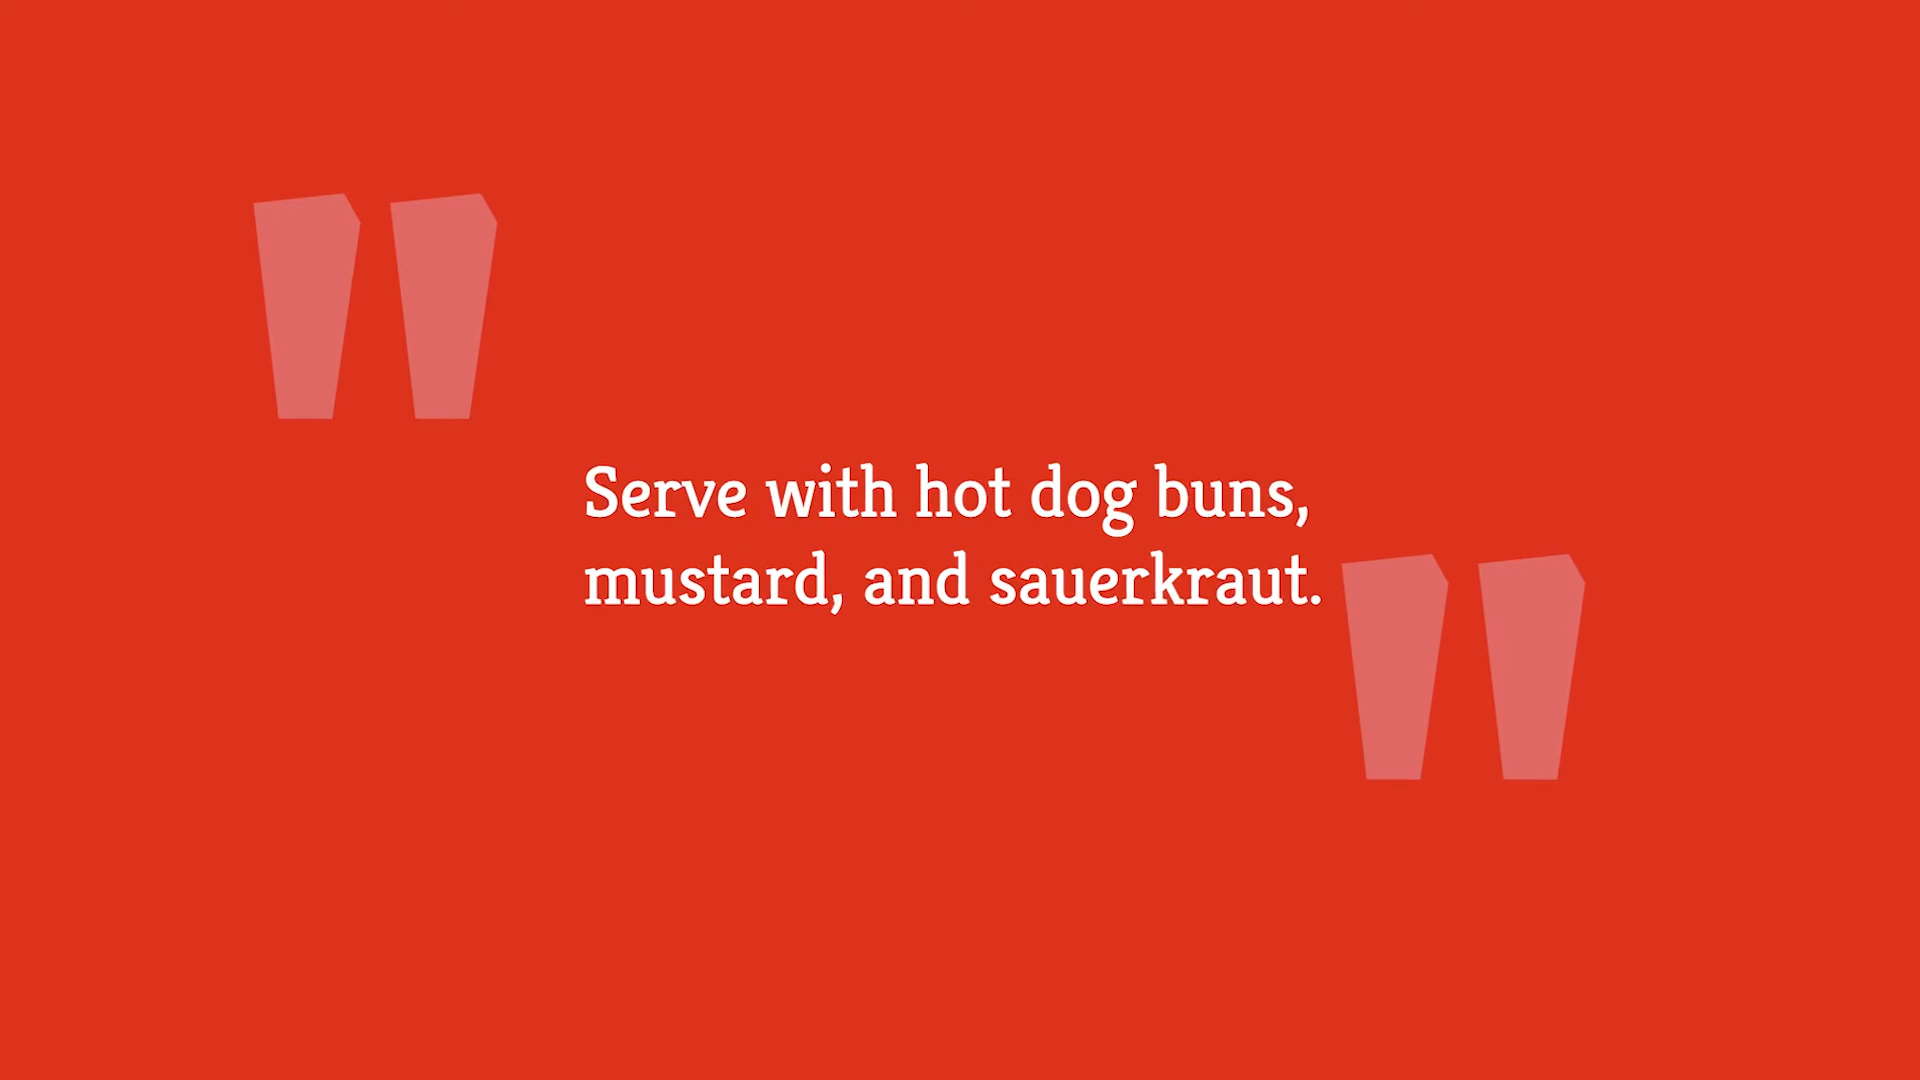 "
Serve with hot dog buns,
mustard, and sauerkraut.
"